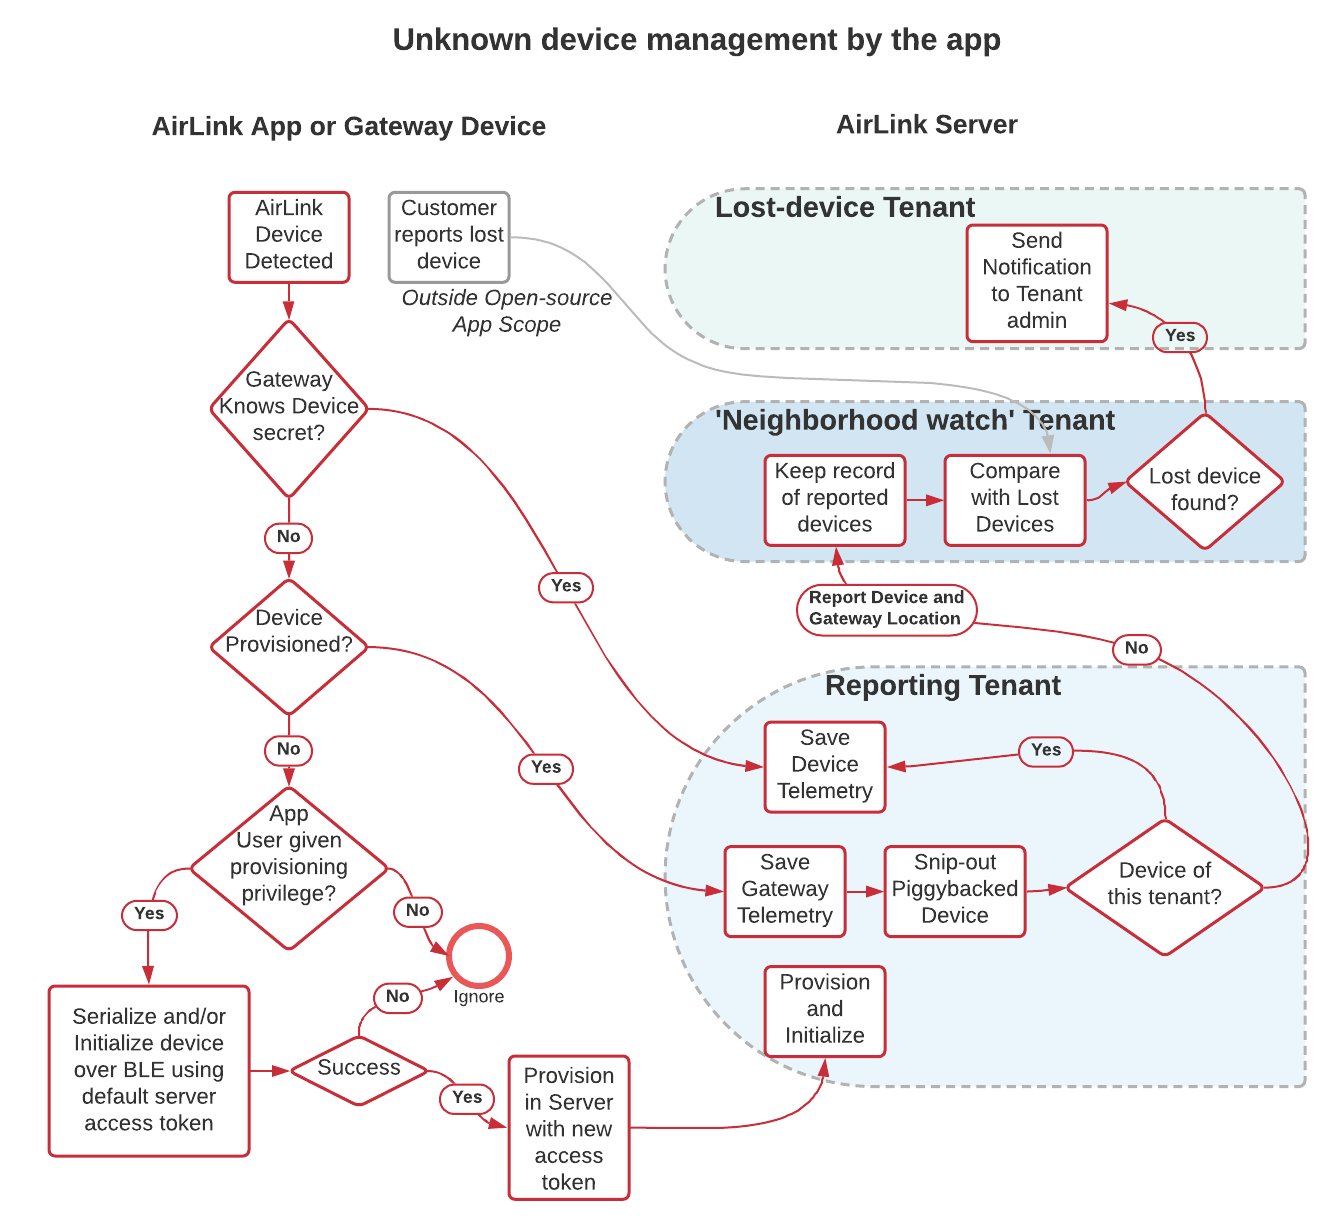 Unknown device management by the app
AirLink App or Gateway Device
AirLink Server
AirLink
Device
Detected
Customer
reports lost
device
Outside Open-source
App Scope
Lost-device Tenant
Send
Notification
to Tenant
admin
Yes
Gateway
Knows Device
secret?
'Neighborhood watch' Tenant
Keep record
of reported
devices
Compare
with Lost
Devices
Lost device
found?
No
Yes
Report Device and
Gateway Location
No
Device
Provisioned?
Reporting Tenant
Save
Device
Telemetry
Yes
No
Yes
App
User given
provisioning
privilege?
Save
Gateway
Telemetry
Snip-out
Piggybacked
Device
Device of
this tenant?
Yes
No
Ignore
No
Provision
and
Initialize
Serialize and/or
Initialize device
over BLE using
default server
access token
Success
Yes
Provision
in Server
with new
access
token